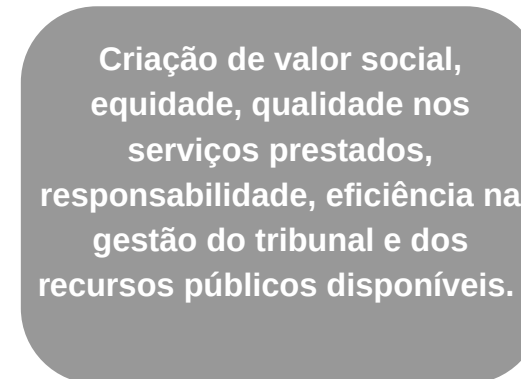 Criação de valor social,
equidade, qualidade nos
serviços prestados,
responsabilidade, eficiência na
gestão do tribunal e dos
recursos públicos disponíveis.